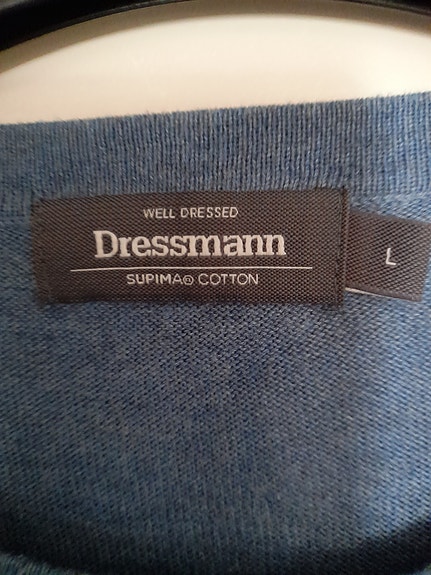 WELL DRESSED
Dressmann
SUPIMA® COTTON
L